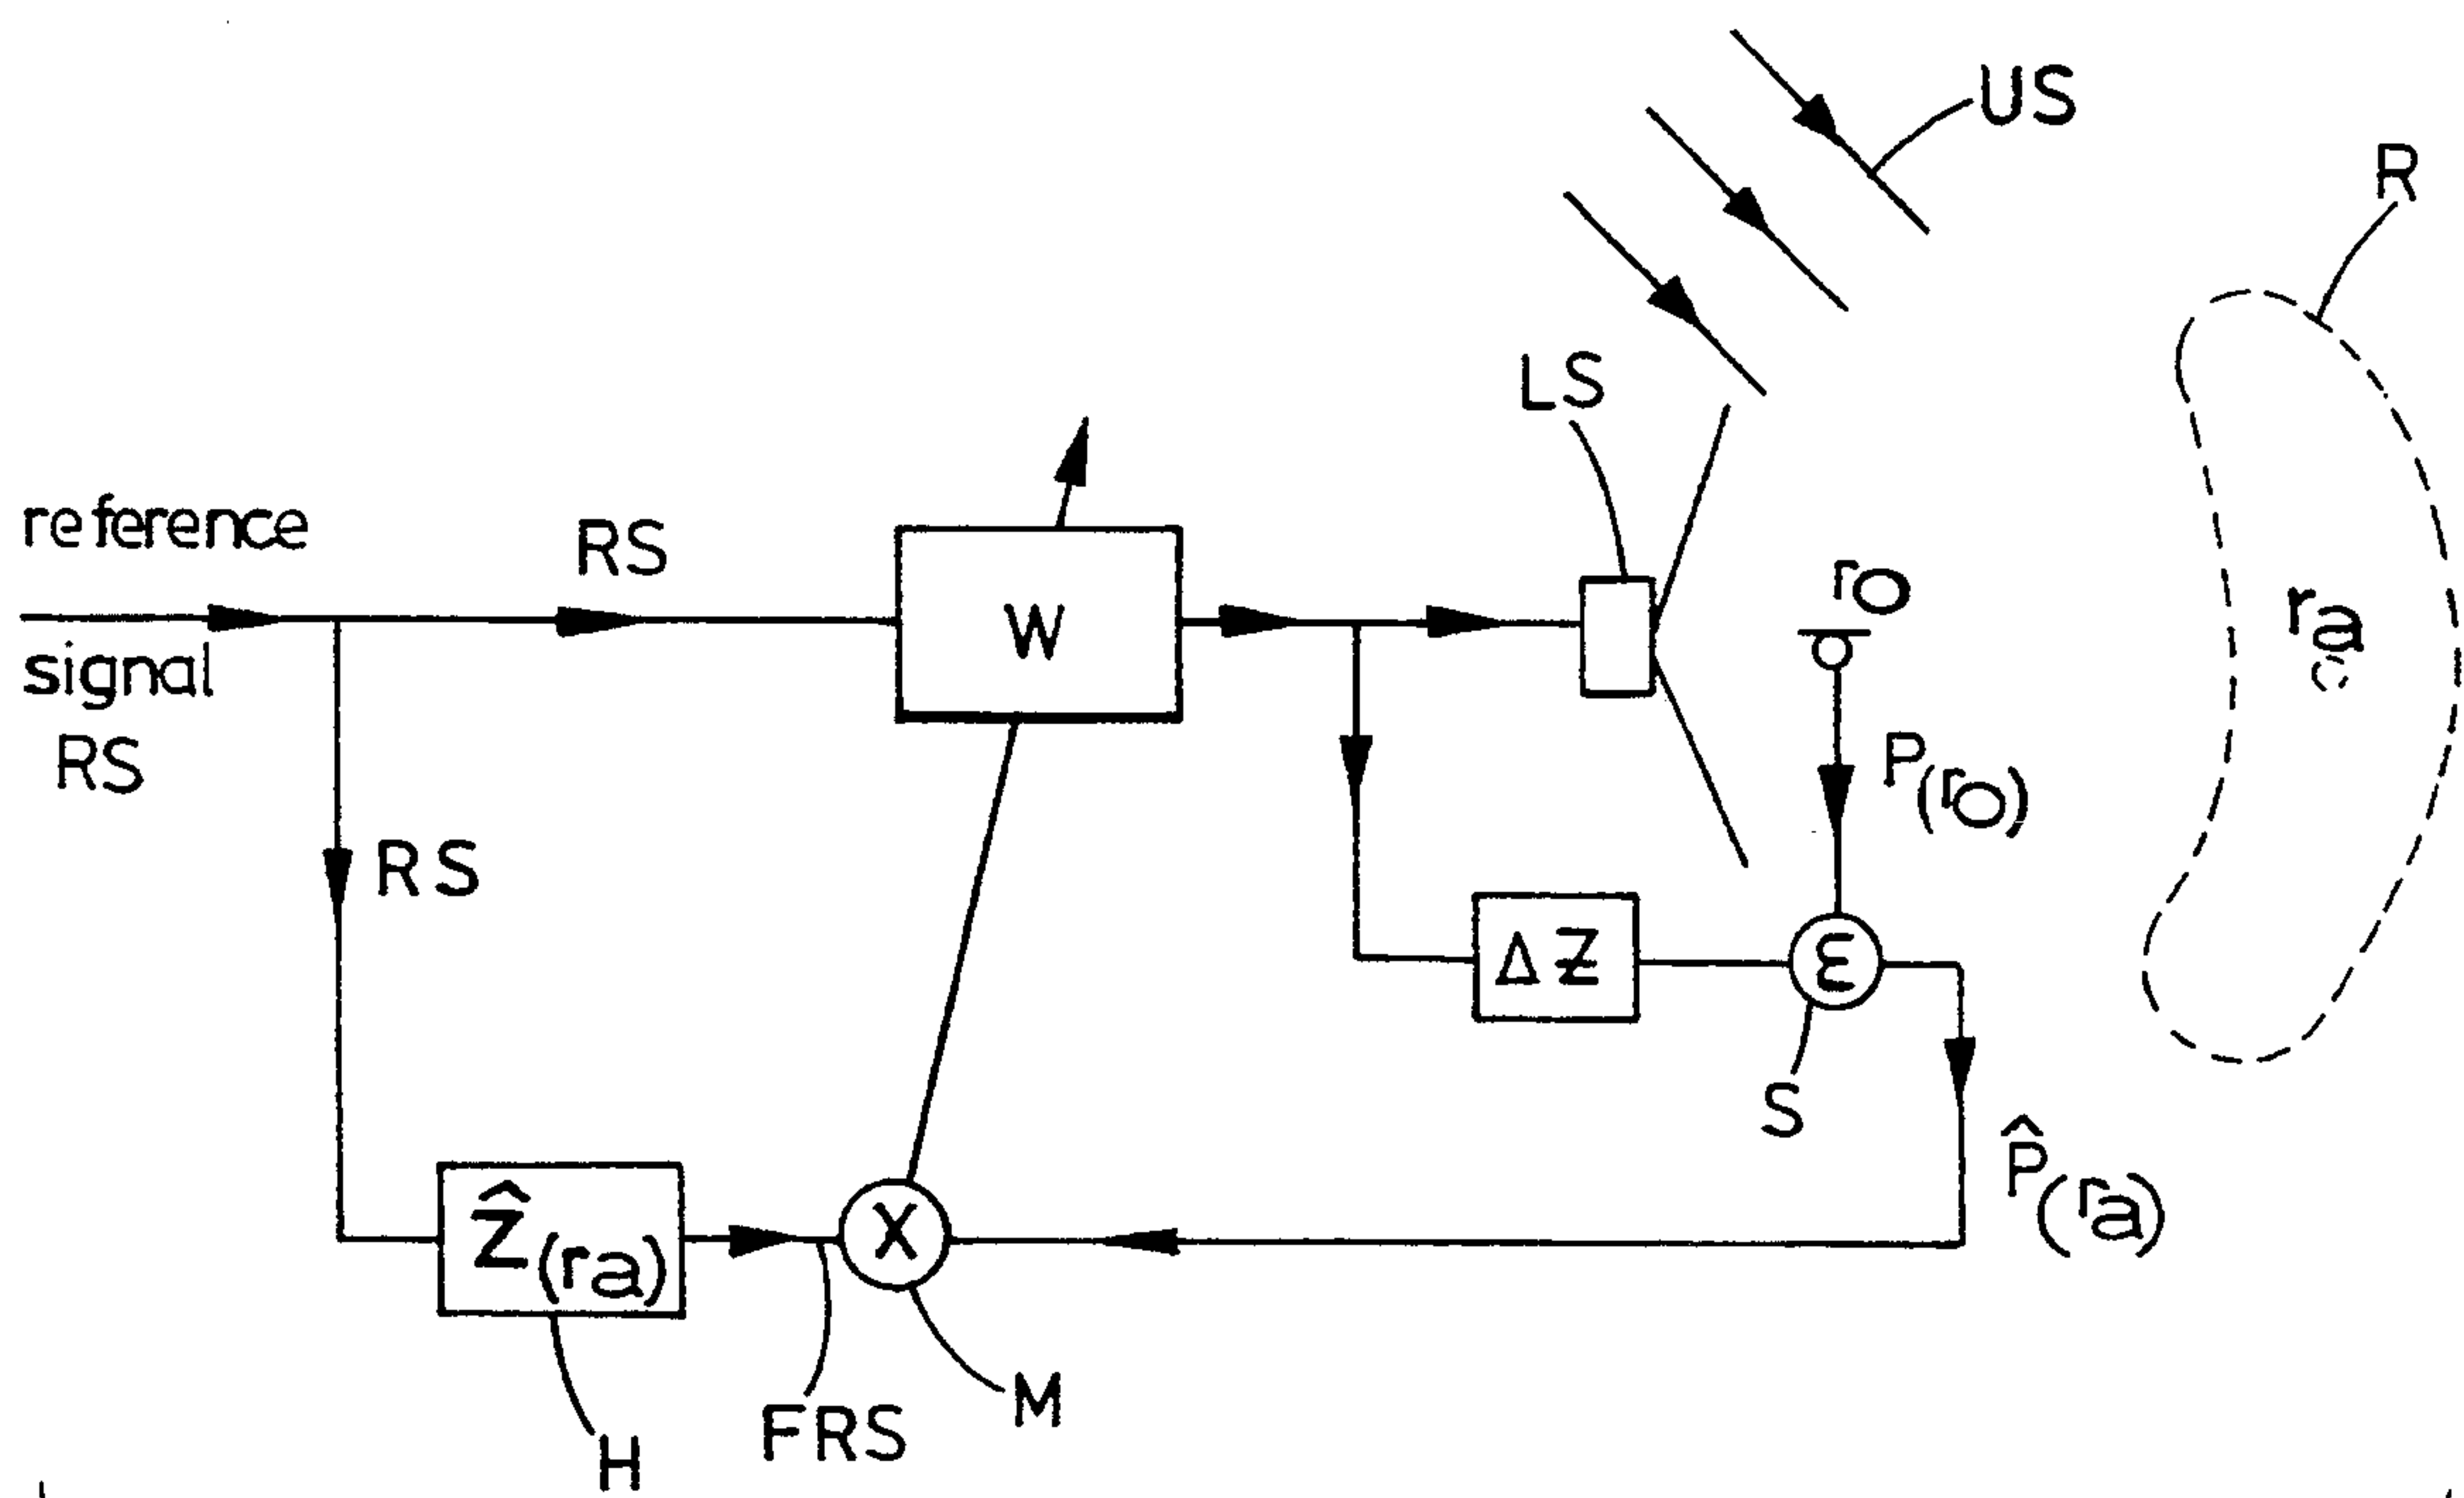 US
R
LS
reference
signal
RS
RS
W
ro
ra
P(ro)
RS
ΔZ
Ɛ
S
P̂(ra)
Ẑ(ra)
X
H
FRS
M